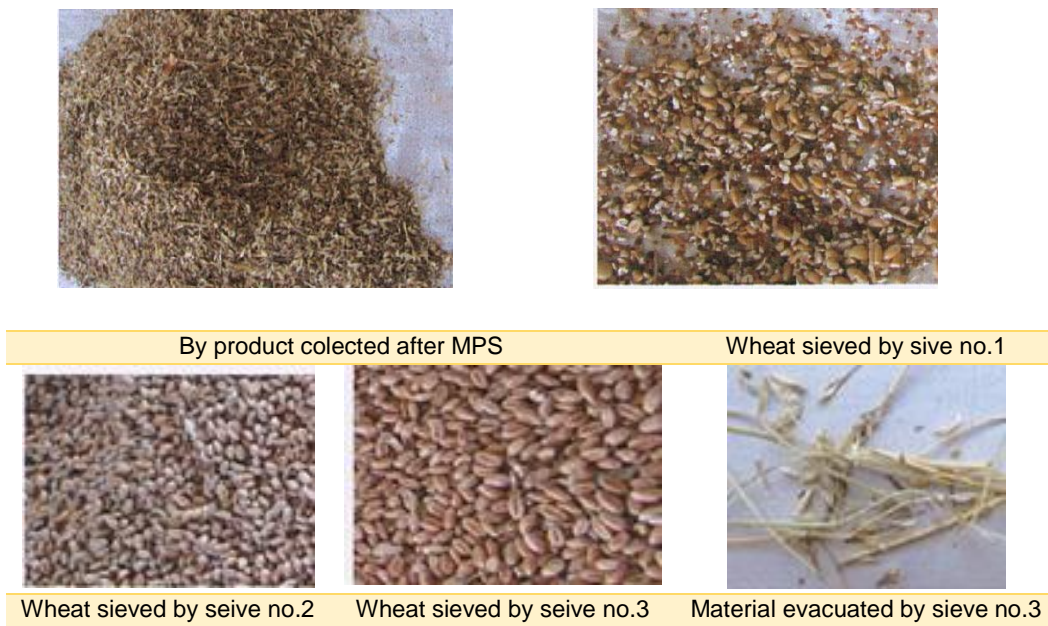 By product colected after MPS
Wheat sieved by sive no.1
Wheat sieved by seive no.2
Wheat sieved by seive no.3
Material evacuated by sieve no.3